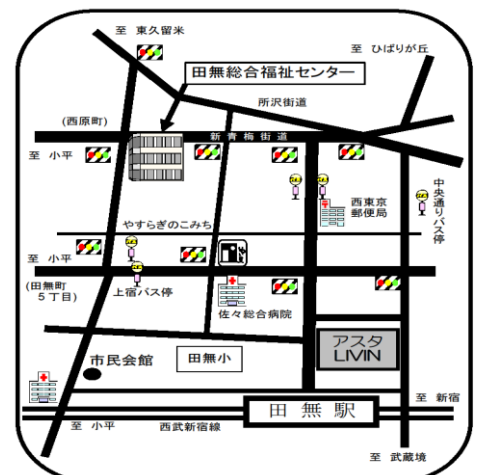 至 東久留米
至 ひばりが丘
田無総合福祉センター
所沢街道
(西原町)
新青梅街道
至 小平
西東京
郵便局
中央通りバス停
やすらぎのこみち
至 小平
(田無町
5丁目)
上宿バス停
佐々総合病院
アスタ
LIVIN
市民会館
田無小
至 新宿
田無駅
至 小平
西武新宿線
至 武蔵境